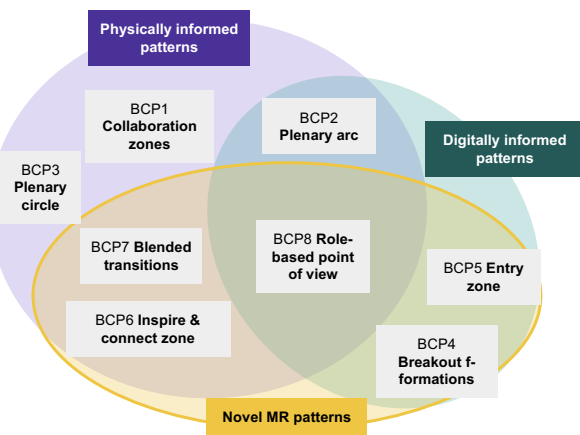 Physically informed
patterns
BCP1
Collaboration
zones
BCP2
Plenary arc
Digitally informed
patterns
BCP3
Plenary
circle
BCP7 Blended
transitions
BCP8 Role-
based point
of view
BCP5 Entry
zone
BCP6 Inspire &
connect zone
BCP4
Breakout f-
formations
Novel MR patterns